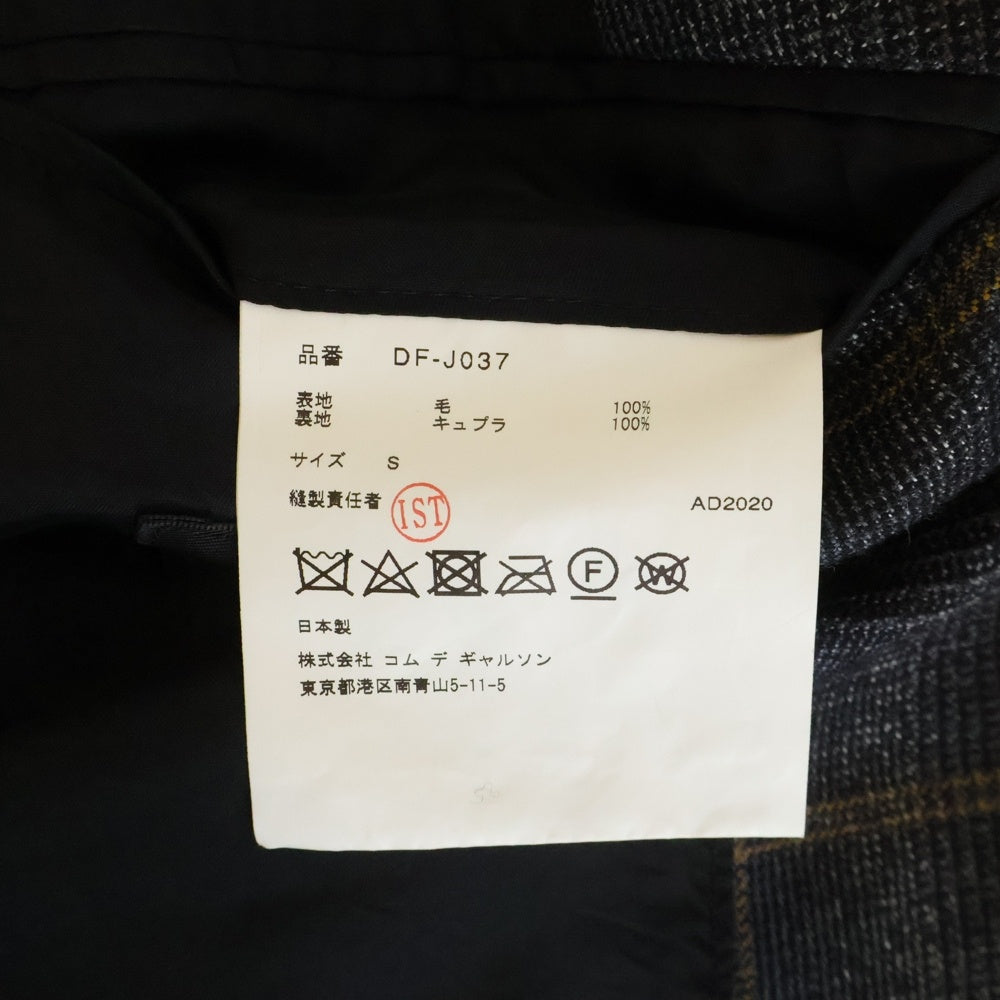 品番 DF-J037
表地 毛 100%
裏地 キュプラ 100%
サイズ S
縫製責任者 IST AD2020
F W
日本製
株式会社 コム デ ギャルソン
東京都港区南青山5-11-5